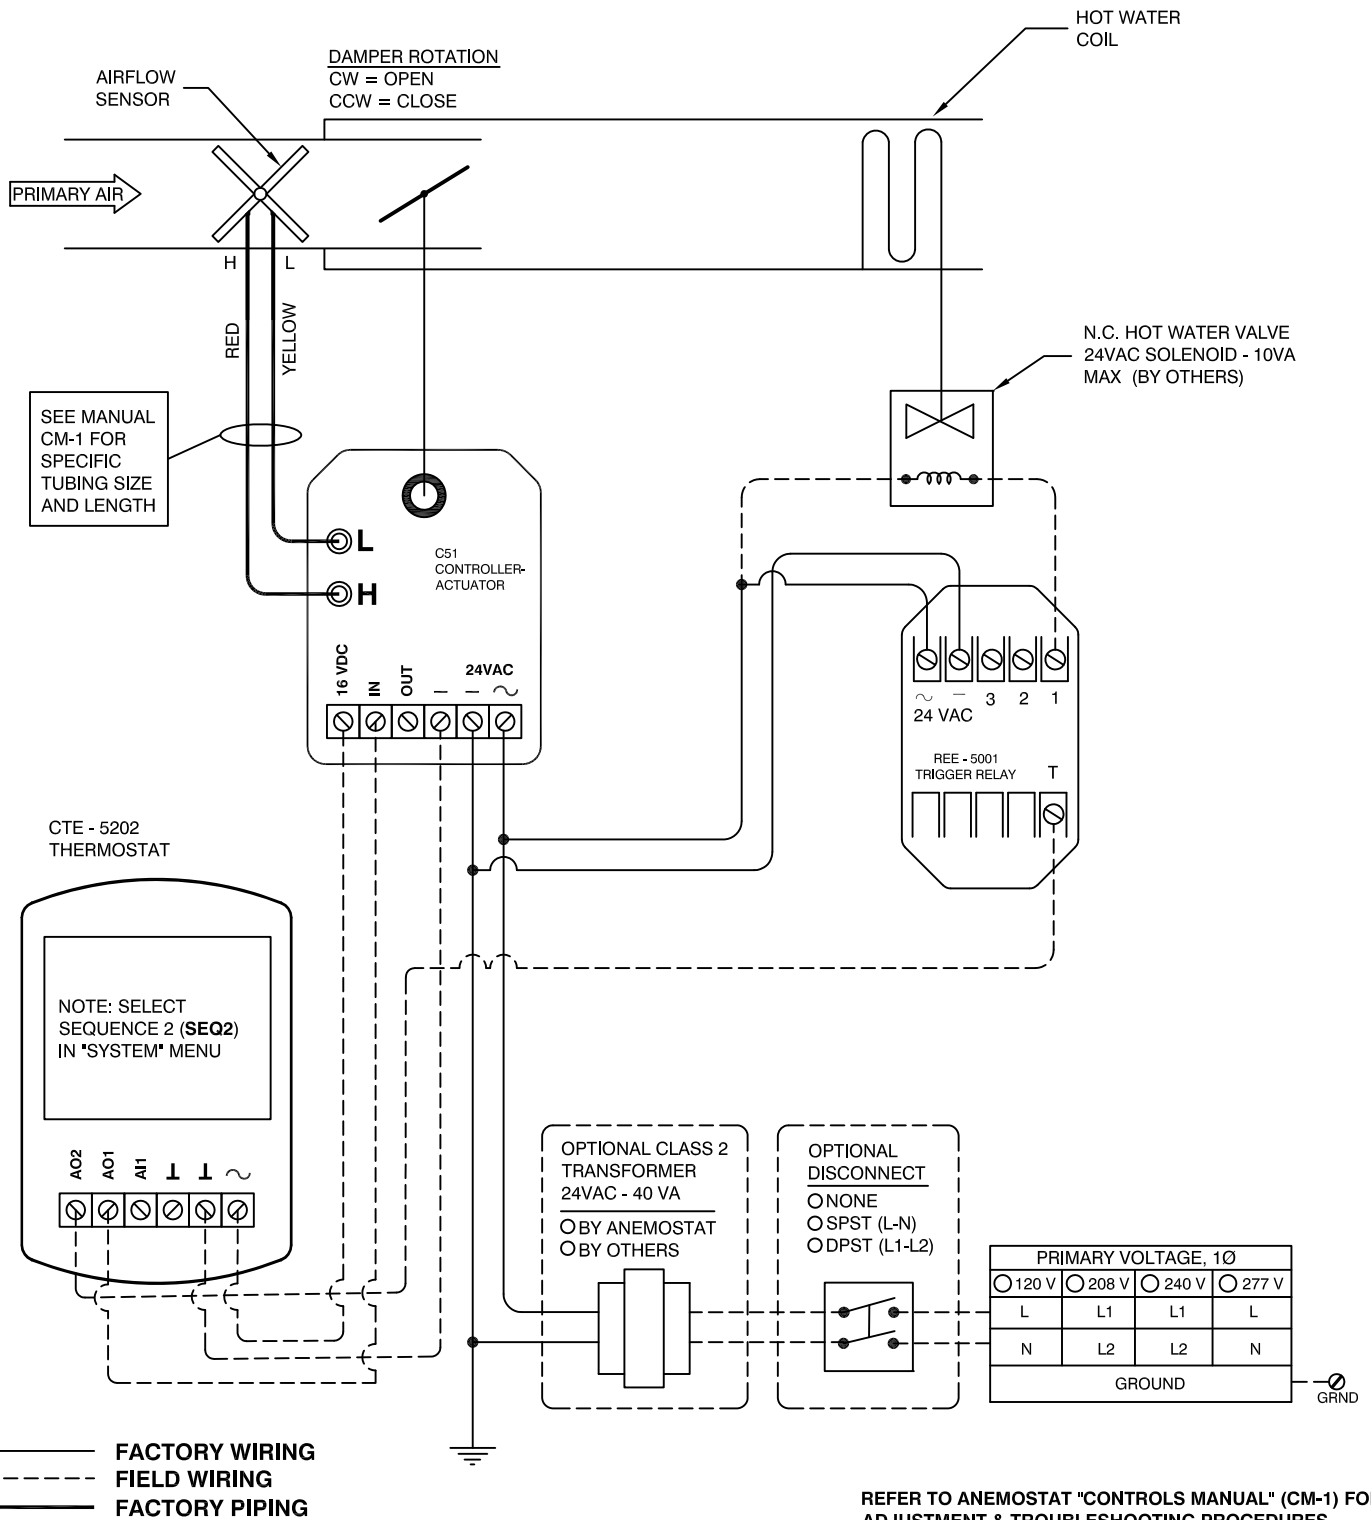 HOT WATER
COIL
DAMPER ROTATION
CW = OPEN
CCW = CLOSE
AIRFLOW
SENSOR
PRIMARY AIR
H
L
RED
YELLOW
N.C. HOT WATER VALVE
24VAC SOLENOID - 10VA
MAX (BY OTHERS)
SEE MANUAL
CM-1 FOR
SPECIFIC
TUBING SIZE
AND LENGTH
L
H
C51
CONTROLLER-
ACTUATOR
16 VDC
IN
OUT
—
—
24VAC
~
~
—
3
2
1
24 VAC
REE - 5001
TRIGGER RELAY
T
CTE - 5202
THERMOSTAT
NOTE: SELECT
SEQUENCE 2 (SEQ2)
IN "SYSTEM" MENU
AO2
AO1
AI1
⊥
⊥
~
OPTIONAL CLASS 2
TRANSFORMER
24VAC - 40 VA
BY ANEMOSTAT
BY OTHERS
OPTIONAL
DISCONNECT
NONE
SPST (L-N)
DPST (L1-L2)
PRIMARY VOLTAGE, 1Ø
120 V 208 V 240 V 277 V
L L1 L1 L
N L2 L2 N
GROUND
GRND
FACTORY WIRING
FIELD WIRING
FACTORY PIPING
REFER TO ANEMOSTAT "CONTROLS MANUAL" (CM-1)
ADJUSTMENT & TROUBLESHOOTING PROCEDURES